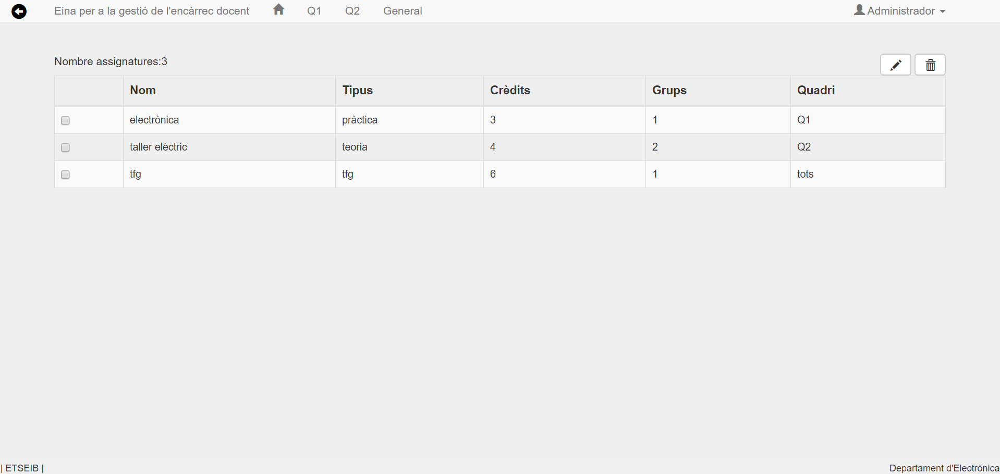 Eina per a la gestió de l'encàrrec docent Q1 Q2 General Administrador
Nombre assignatures:3
Nom Tipus Crèdits Grups Quadri
electrònica pràctica 3 1 Q1
taller elèctric teoria 4 2 Q2
tfg tfg 6 1 tots
| ETSEIB | Departament d'Electrònica